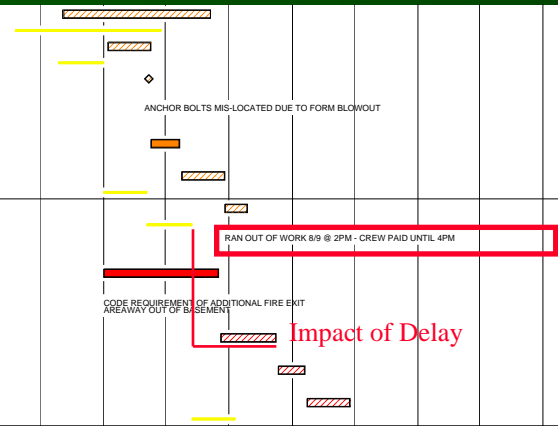 ANCHOR BOLTS MIS-LOCATED DUE TO FORM BLOWOUT
RAN OUT OF WORK 8/9 @ 2PM - CREW PAID UNTIL 4PM
CODE REQUIREMENT OF ADDITIONAL FIRE EXIT
AREAWAY OUT OF BASEMENT
Impact of Delay